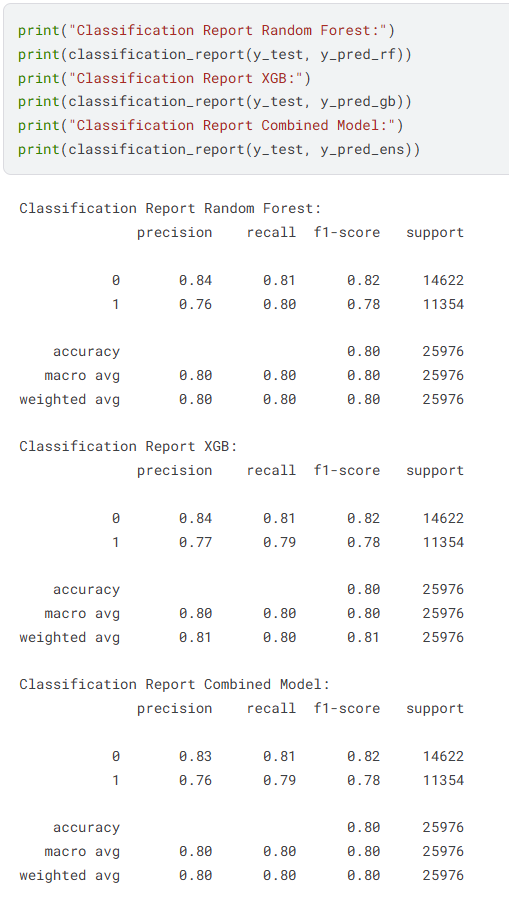 print("Classification Report Random Forest:")
print(classification_report(y_test, y_pred_rf))
print("Classification Report XGB:")
print(classification_report(y_test, y_pred_gb))
print("Classification Report Combined Model:")
print(classification_report(y_test, y_pred_ens))
Classification Report Random Forest:
              precision    recall  f1-score   support
           0       0.84      0.81      0.82     14622
           1       0.76      0.80      0.78     11354
    accuracy                           0.80     25976
   macro avg       0.80      0.80      0.80     25976
weighted avg       0.80      0.80      0.80     25976
Classification Report XGB:
              precision    recall  f1-score   support
           0       0.84      0.81      0.82     14622
           1       0.77      0.79      0.78     11354
    accuracy                           0.80     25976
   macro avg       0.80      0.80      0.80     25976
weighted avg       0.81      0.80      0.81     25976
Classification Report Combined Model:
              precision    recall  f1-score   support
           0       0.83      0.81      0.82     14622
           1       0.76      0.79      0.78     11354
    accuracy                           0.80     25976
   macro avg       0.80      0.80      0.80     25976
weighted avg       0.80      0.80      0.80     25976